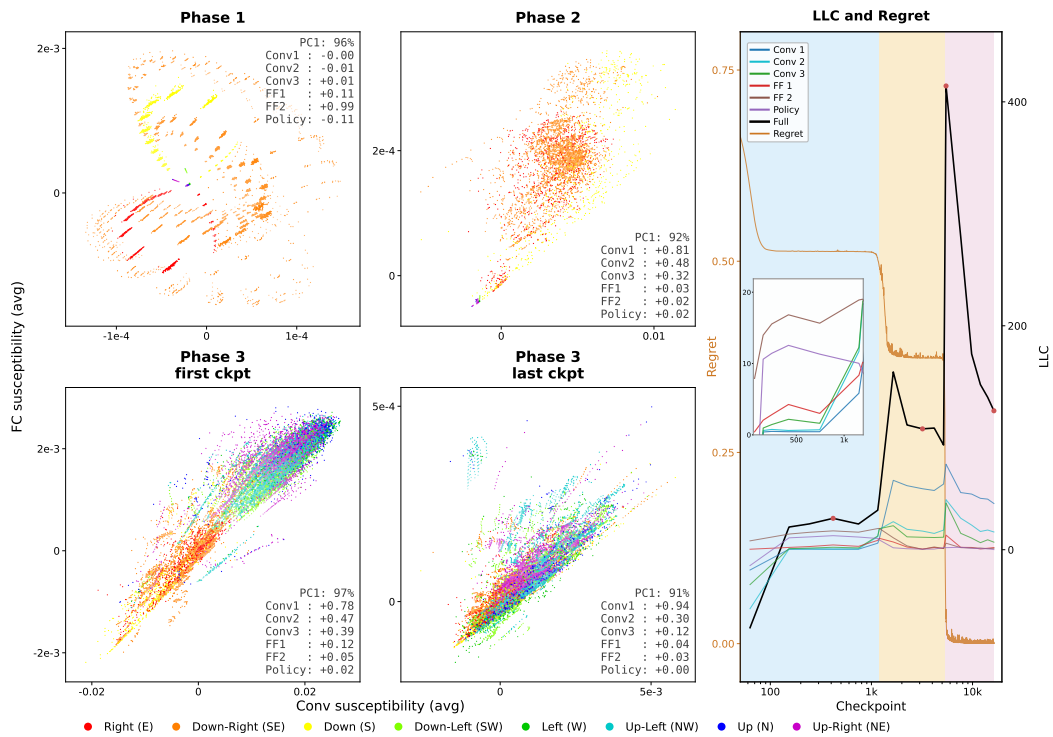 Phase 1
Phase 2
LLC and Regret
2e-3
0
-1e-4
0
1e-4
PC1: 96%
Conv1 : -0.00
Conv2 : -0.01
Conv3 : +0.01
FF1 : +0.11
FF2 : +0.99
Policy: -0.11
2e-4
0
0
0.01
PC1: 92%
Conv1 : +0.81
Conv2 : +0.48
Conv3 : +0.32
FF1 : +0.03
FF2 : +0.02
Policy: +0.02
Conv 1
Conv 2
Conv 3
FF 1
FF 2
Policy
Full
Regret
0.75
0.50
0.25
0.00
Regret
400
200
0
LLC
20
10
0
500
1k
100
1k
10k
Checkpoint
FC susceptibility (avg)
Phase 3
first ckpt
Phase 3
last ckpt
2e-3
0
-2e-3
-0.02
0
0.02
PC1: 97%
Conv1 : +0.78
Conv2 : +0.47
Conv3 : +0.39
FF1 : +0.12
FF2 : +0.05
Policy: +0.02
5e-4
0
0
5e-3
PC1: 91%
Conv1 : +0.94
Conv2 : +0.30
Conv3 : +0.12
FF1 : +0.04
FF2 : +0.03
Policy: +0.00
Conv susceptibility (avg)
Right (E)
Down-Right (SE)
Down (S)
Down-Left (SW)
Left (W)
Up-Left (NW)
Up (N)
Up-Right (NE)